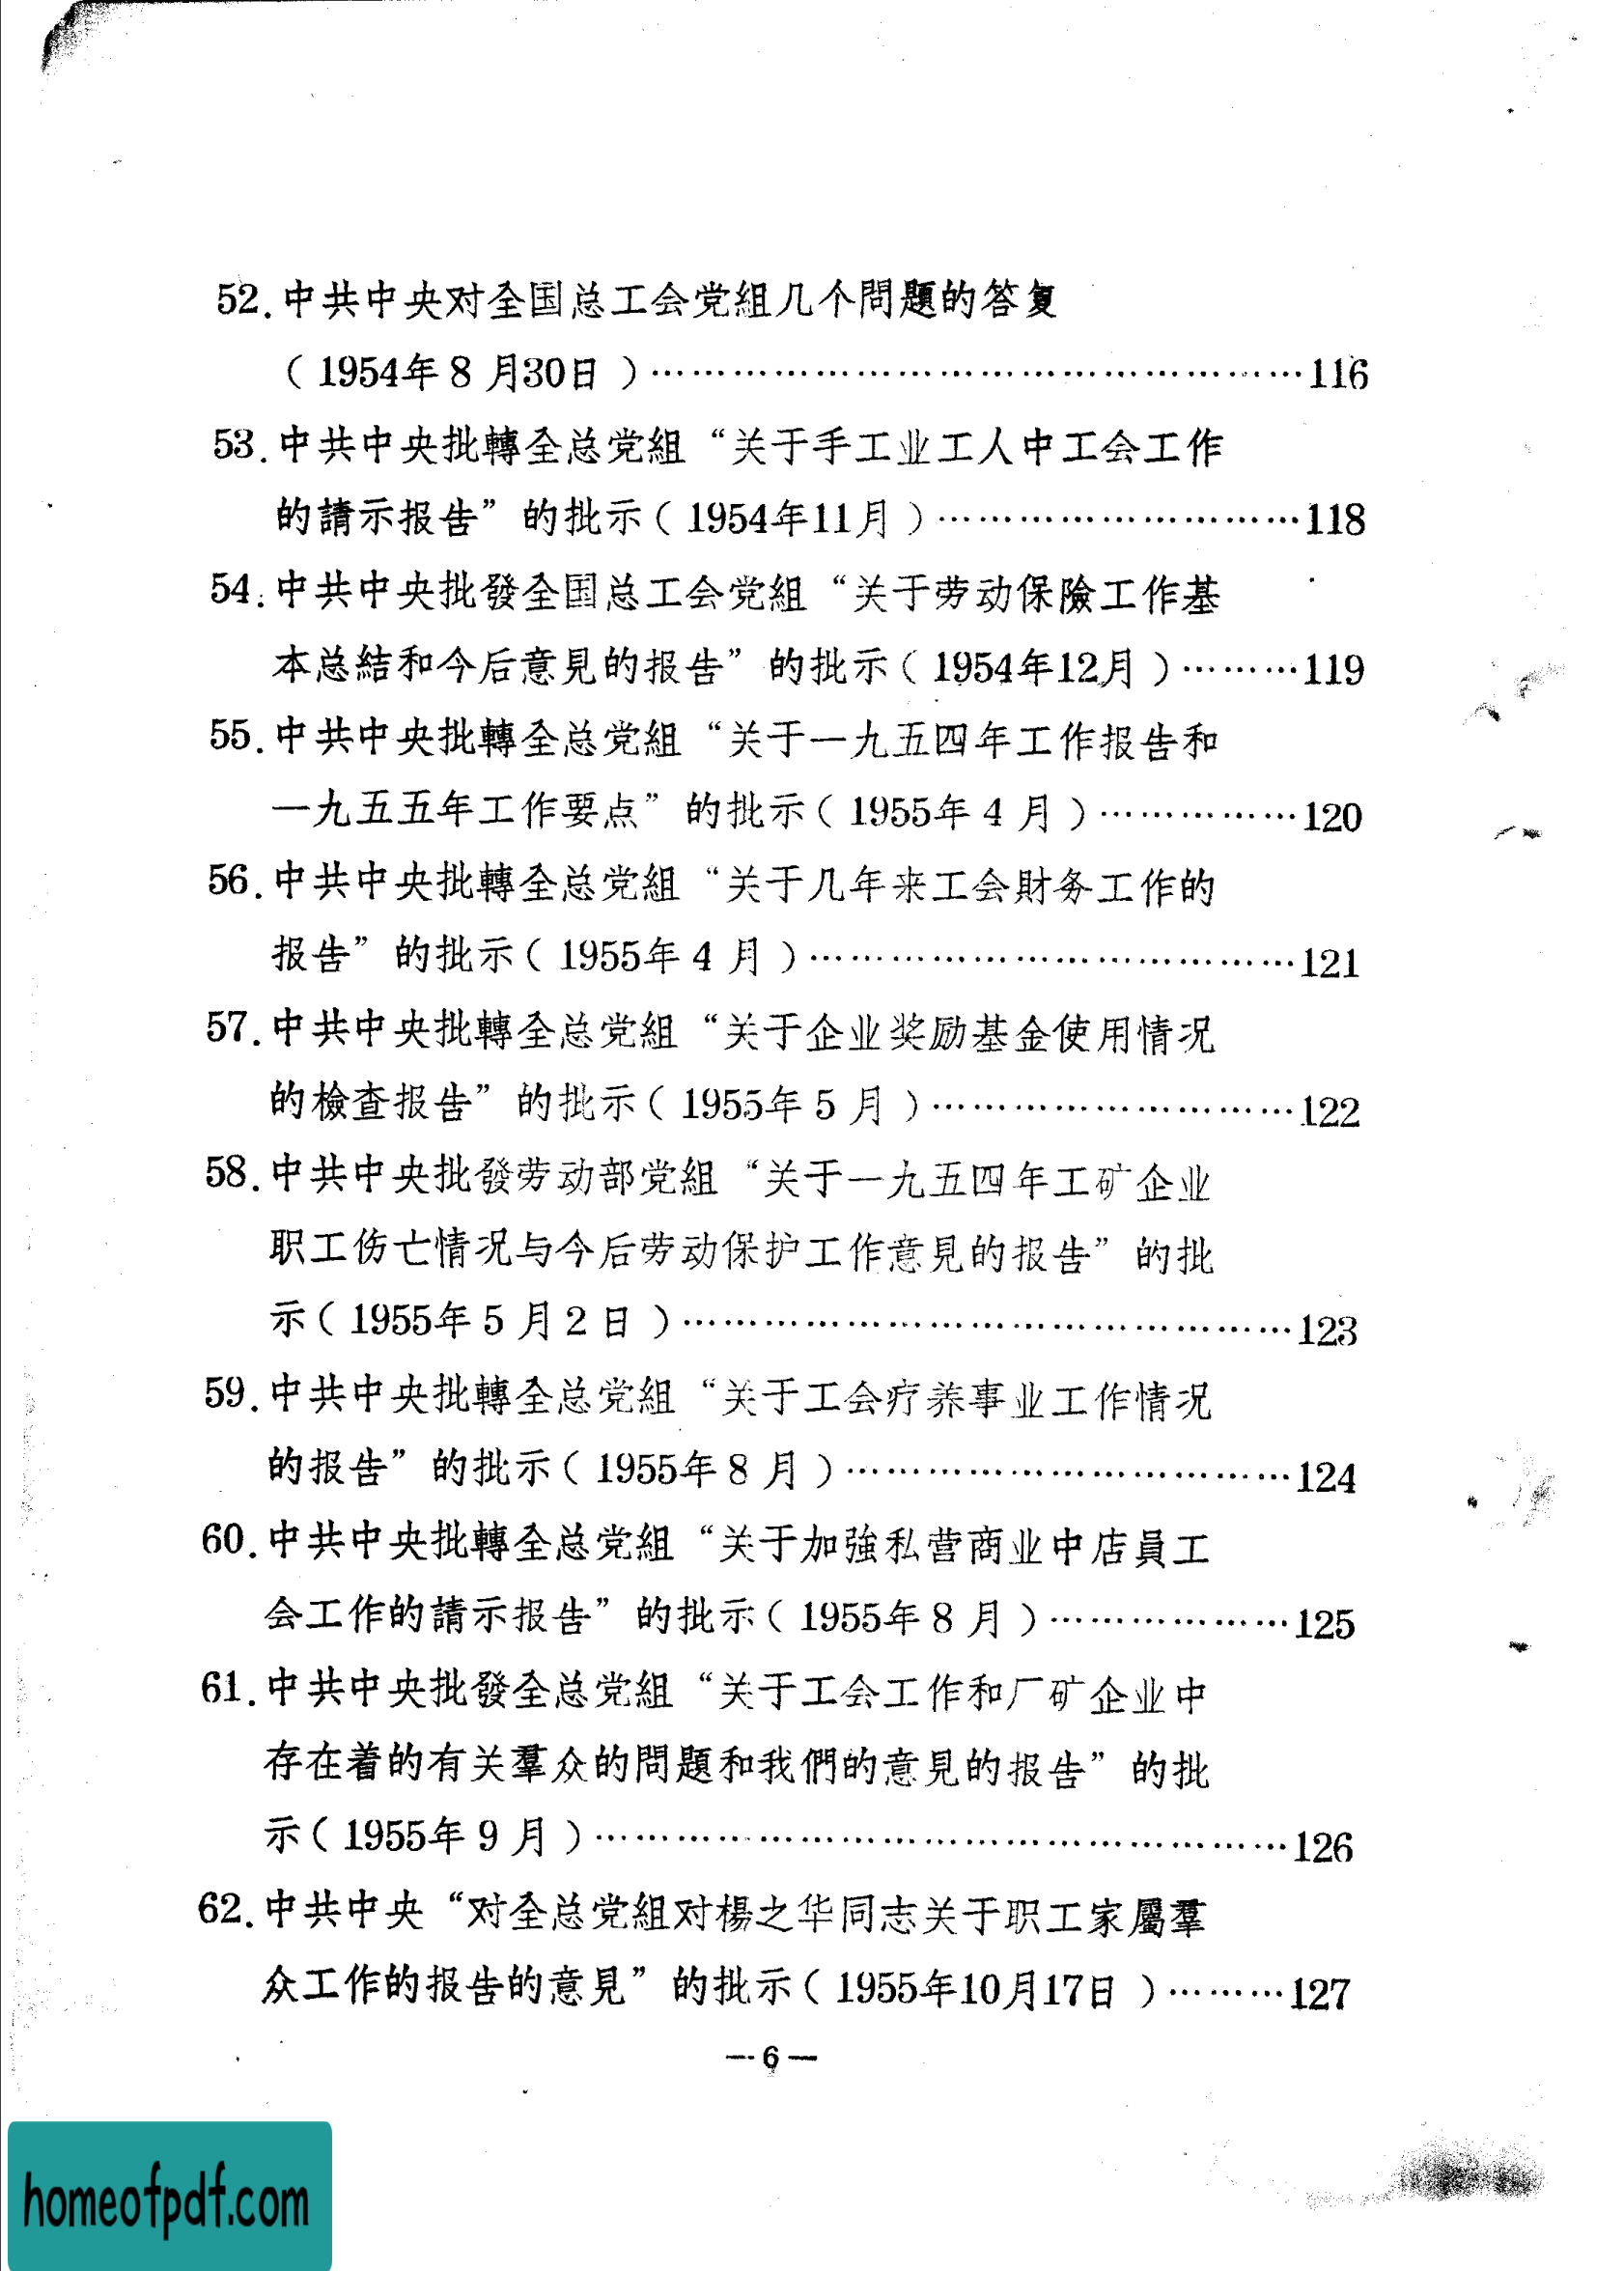 52.中共中央对全国总工会党組几个問題的答复
（1954年8月30日）……………………………………………116
53.中共中央批轉全总党組“关于手工业工人中工会工作
的請示报告”的批示（1954年11月）………………………118
54.中共中央批發全国总工会党組“关于劳动保險工作基
本总結和今后意見的报告”的批示（1954年12月）………119
55.中共中央批轉全总党組“关于一九五四年工作报告和
一九五五年工作要点”的批示（1955年4月）……………120
56.中共中央批轉全总党組“关于几年来工会財务工作的
报告”的批示（1955年4月）…………………………………121
57.中共中央批轉全总党組“关于企业奖励基金使用情况
的檢查报告”的批示（1955年5月）………………………122
58.中共中央批發劳动部党組“关于一九五四年工矿企业
职工伤亡情况与今后劳动保护工作意見的报告”的批
示（1955年5月2日）…………………………………………123
59.中共中央批轉全总党組“关于工会疗养事业工作情况
的报告”的批示（1955年8月）………………………………124
60.中共中央批轉全总党組“关于加強私营商业中店員工
会工作的請示报告”的批示（1955年8月）………………125
61.中共中央批發全总党組“关于工会工作和厂矿企业中
存在着的有关羣众的問題和我們的意見的报告”的批
示（1955年9月）………………………………………………126
62.中共中央“对全总党組对楊之华同志关于职工家屬羣
众工作的报告的意見”的批示（1955年10月17日）………127
—6—
homeofpdf.com